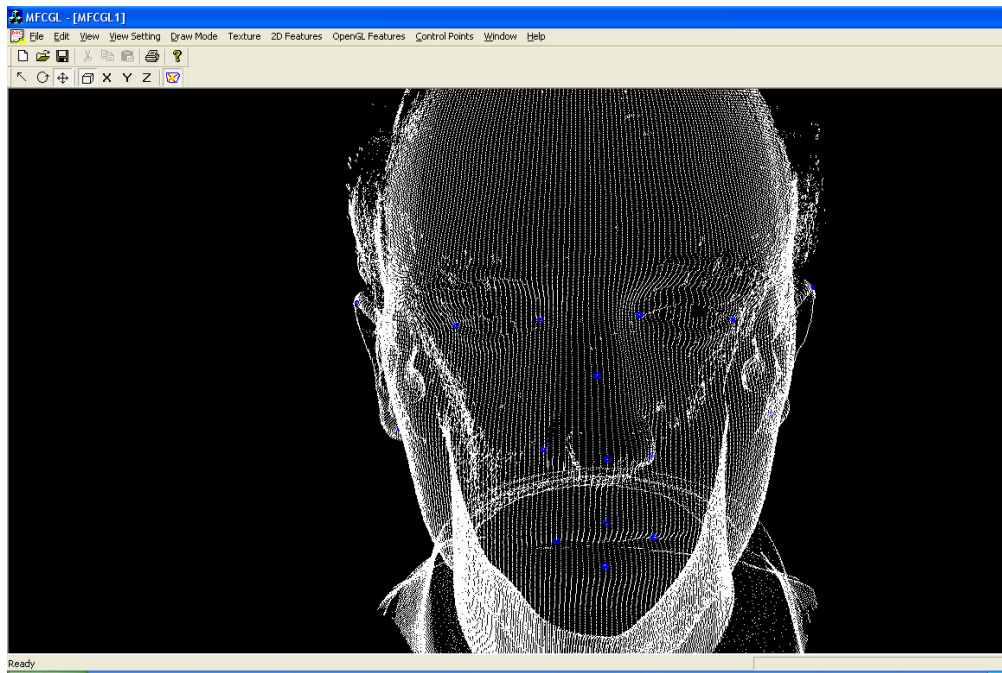 MFCGL - [MFCGL1]
File Edit View View Setting Draw Mode Texture 2D Features OpenGL Features Control Points Window Help
X Y Z
Ready